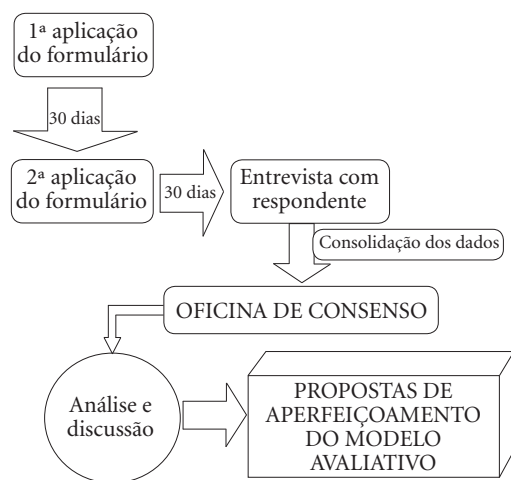 1ª aplicação
do formulário
30 dias
2ª aplicação
do formulário
30 dias
Entrevista com
respondente
Consolidação dos dados
OFICINA DE CONSENSO
Análise e
discussão
PROPOSTAS DE
APERFEIÇOAMENTO
DO MODELO
AVALIATIVO